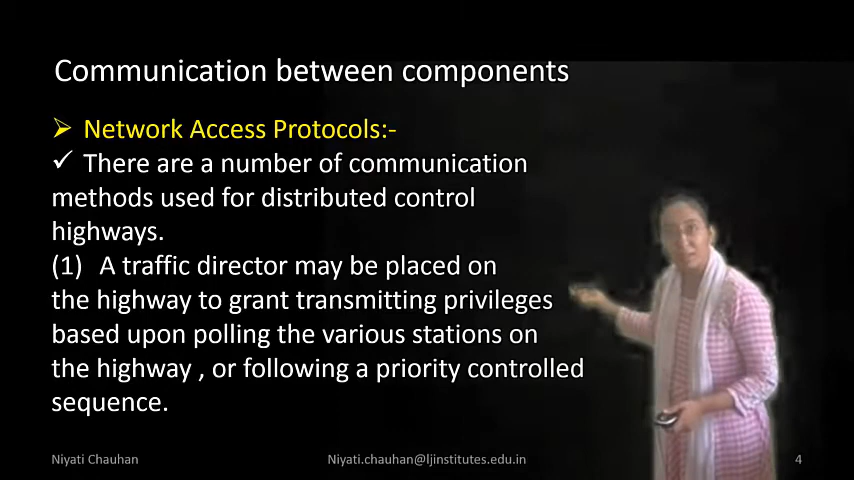 Communication between components
➢ Network Access Protocols:-
✓ There are a number of communication
methods used for distributed control
highways.
(1) A traffic director may be placed on
the highway to grant transmitting privileges
based upon polling the various stations on
the highway , or following a priority controlled
sequence.
Niyati Chauhan
Niyati.chauhan@ljinstitutes.edu.in
4